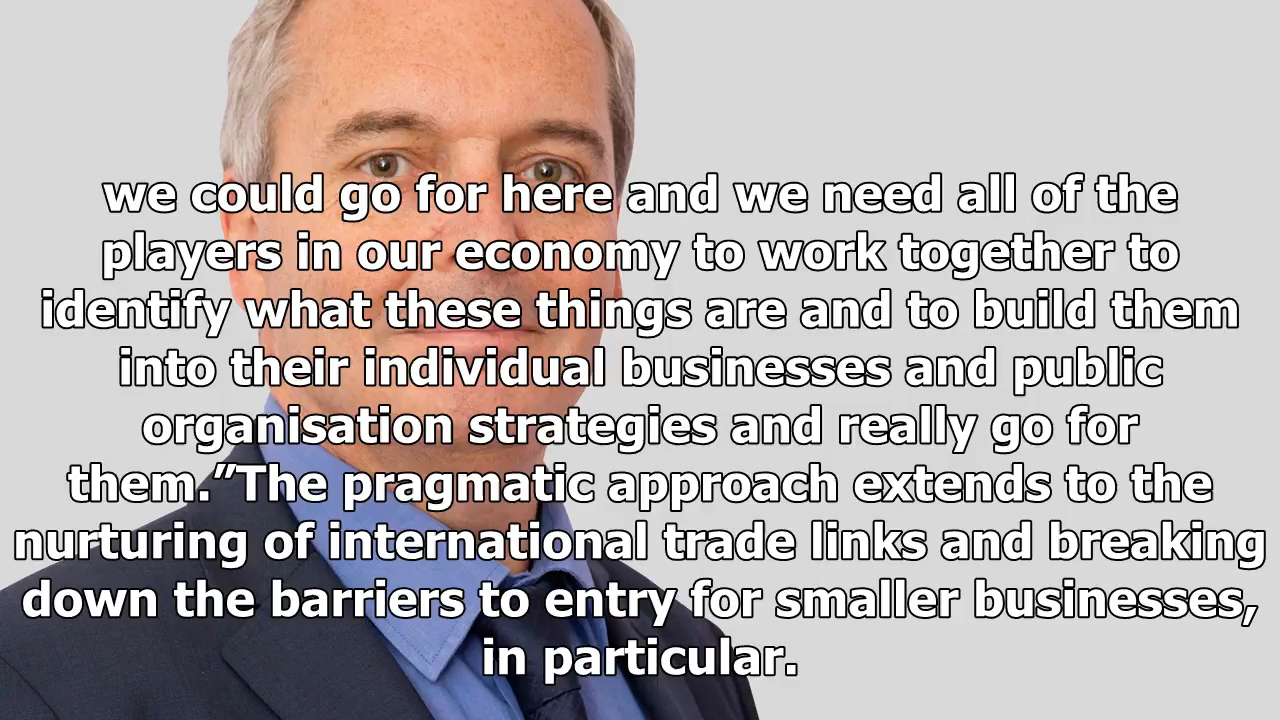 we could go for here and we need all of the
players in our economy to work together to
identify what these things are and to build them
into their individual businesses and public
organisation strategies and really go for
them.”The pragmatic approach extends to the
nurturing of international trade links and breaking
down the barriers to entry for smaller businesses,
in particular.